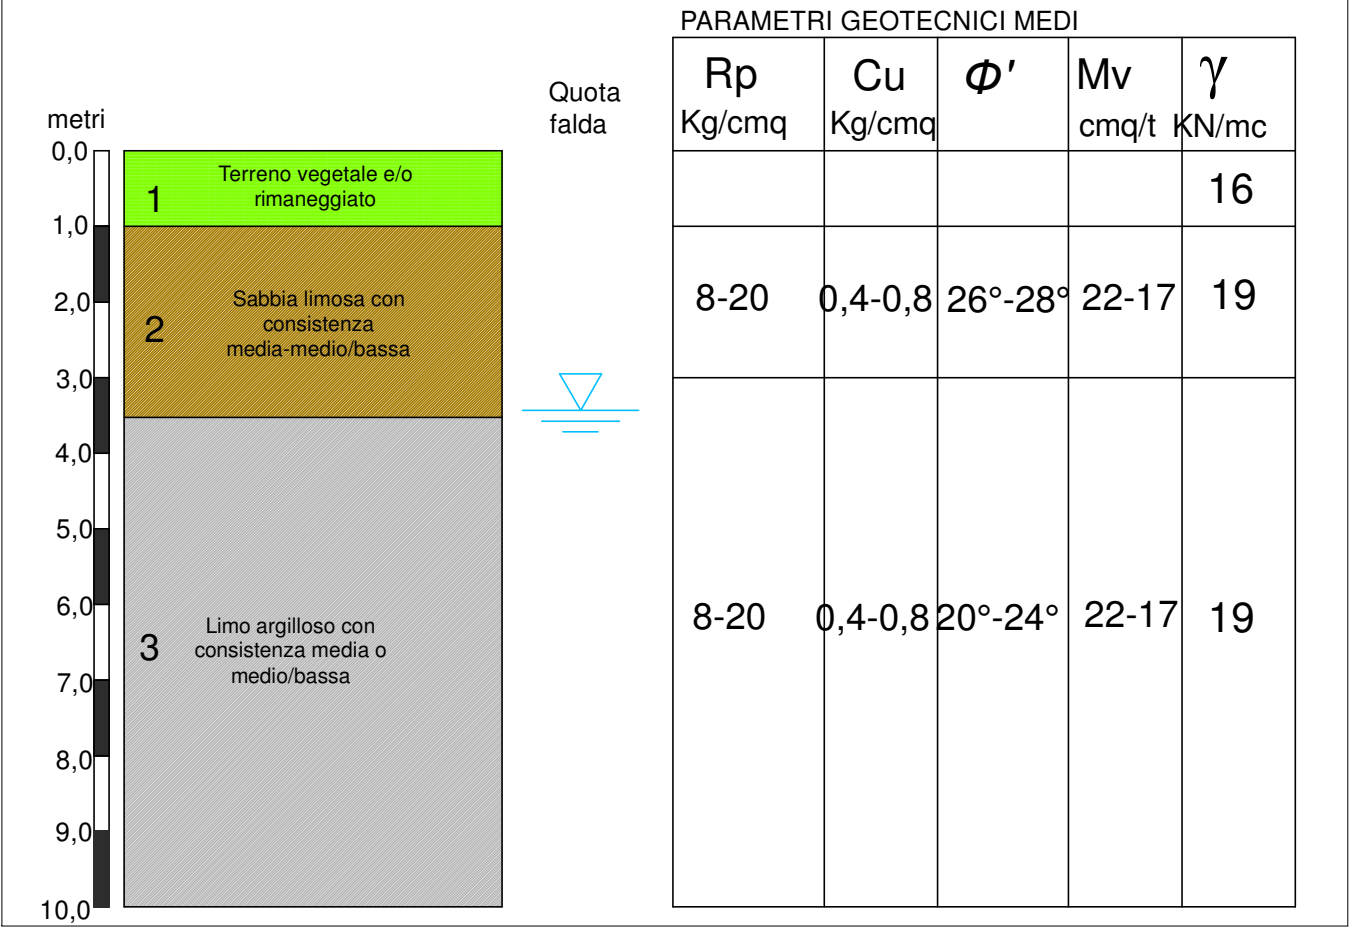 PARAMETRI GEOTECNICI MEDI
Rp
Cu
Φ'
Mv
γ
Kg/cmq
Kg/cmq
cmq/t
KN/mc
Quota
falda
metri
0,0
1,0
2,0
3,0
4,0
5,0
6,0
7,0
8,0
9,0
10,0
1
Terreno vegetale e/o
rimaneggiato
16
2
Sabbia limosa con
consistenza
media-medio/bassa
8-20
0,4-0,8
26°-28°
22-17
19
3
Limo argilloso con
consistenza media o
medio/bassa
8-20
0,4-0,8
20°-24°
22-17
19